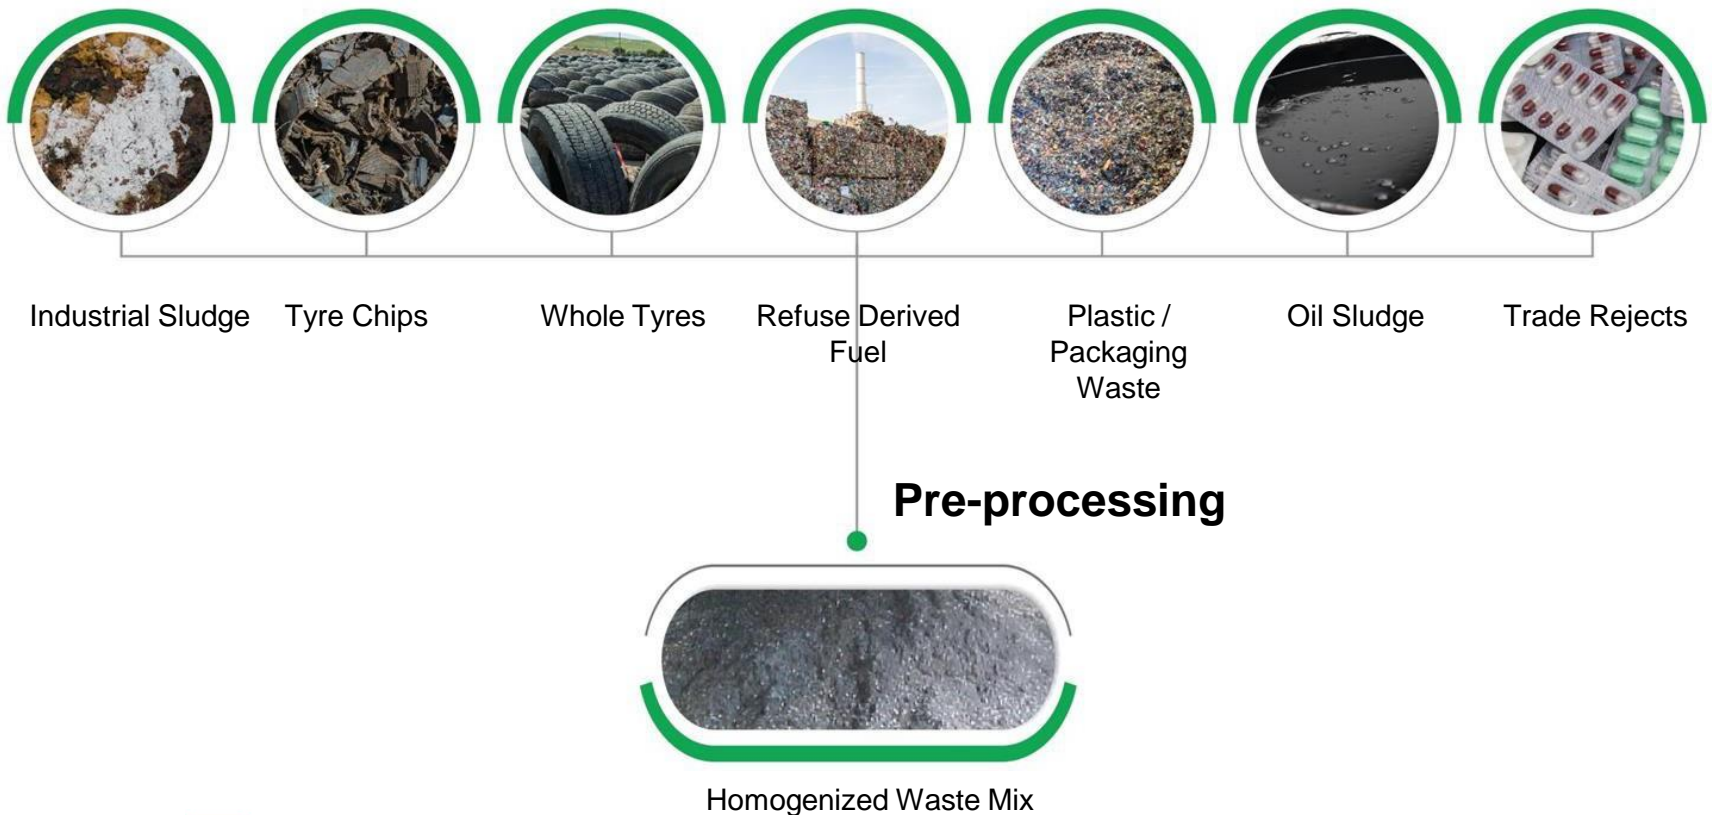 Industrial Sludge
Tyre Chips
Whole Tyres
Refuse Derived
Fuel
Plastic /
Packaging
Waste
Oil Sludge
Trade Rejects
Pre-processing
Homogenized Waste Mix